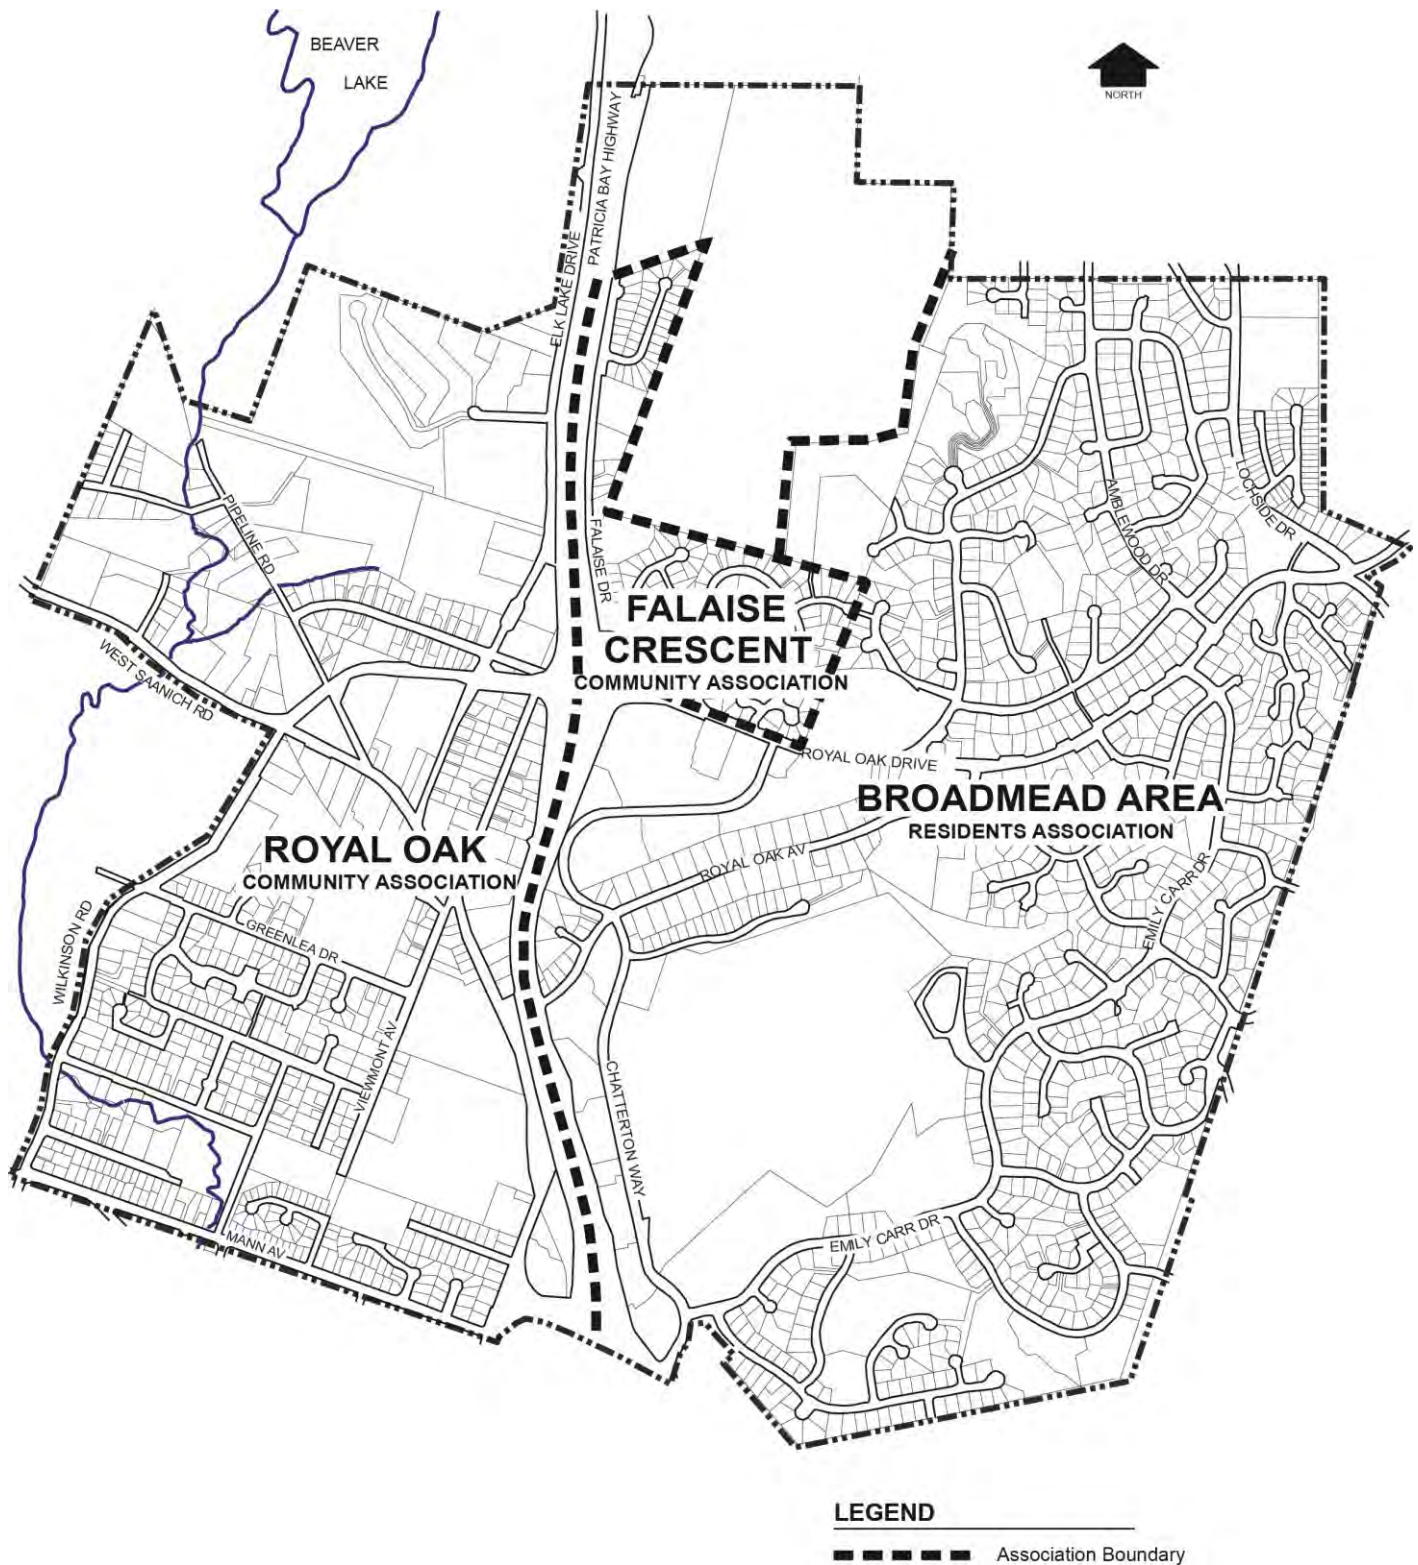 BEAVER
LAKE
NORTH
PATRICIA BAY HIGHWAY
ELK LAKE DRIVE
PIPELINE RD
FALAISE DR
AMBLEWOOD DR
LOCHSIDE DR
WEST SAANICH RD
FALAISE
CRESCENT
COMMUNITY ASSOCIATION
ROYAL OAK DRIVE
BROADMEAD AREA
RESIDENTS ASSOCIATION
ROYAL OAK
COMMUNITY ASSOCIATION
ROYAL OAK AV
EMILY CARR DR
WILKINSON RD
GREENLEA DR
VIEWMONT AV
CHATTERTON WAY
EMILY CARR DR
MANN AV
LEGEND
Association Boundary